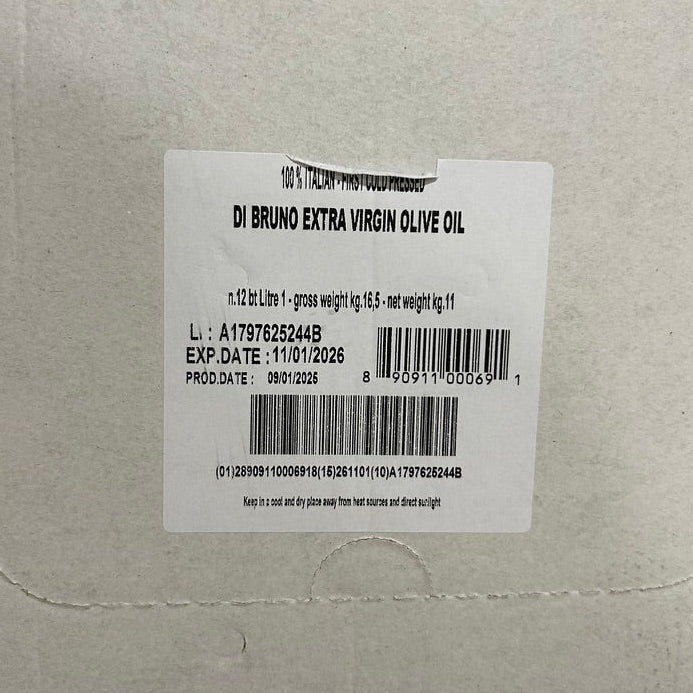 100 % ITALIAN - FIRST COLD PRESSED
DI BRUNO EXTRA VIRGIN OLIVE OIL
n.12 bt Litre 1 - gross weight kg.16,5 - net weight kg.11
L. : A1797625244B
EXP.DATE : 11/01/2026
PROD.DATE : 09/01/2025
8 90911 00069 1
(01)28909110006918(15)261101(10)A1797625244B
Keep in a cool and dry place away from heat sources and direct sunlight